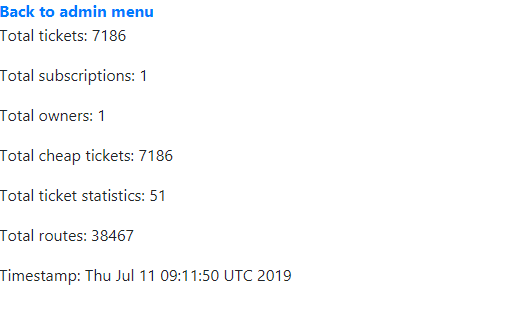 Back to admin menu
Total tickets: 7186
Total subscriptions: 1
Total owners: 1
Total cheap tickets: 7186
Total ticket statistics: 51
Total routes: 38467
Timestamp: Thu Jul 11 09:11:50 UTC 2019